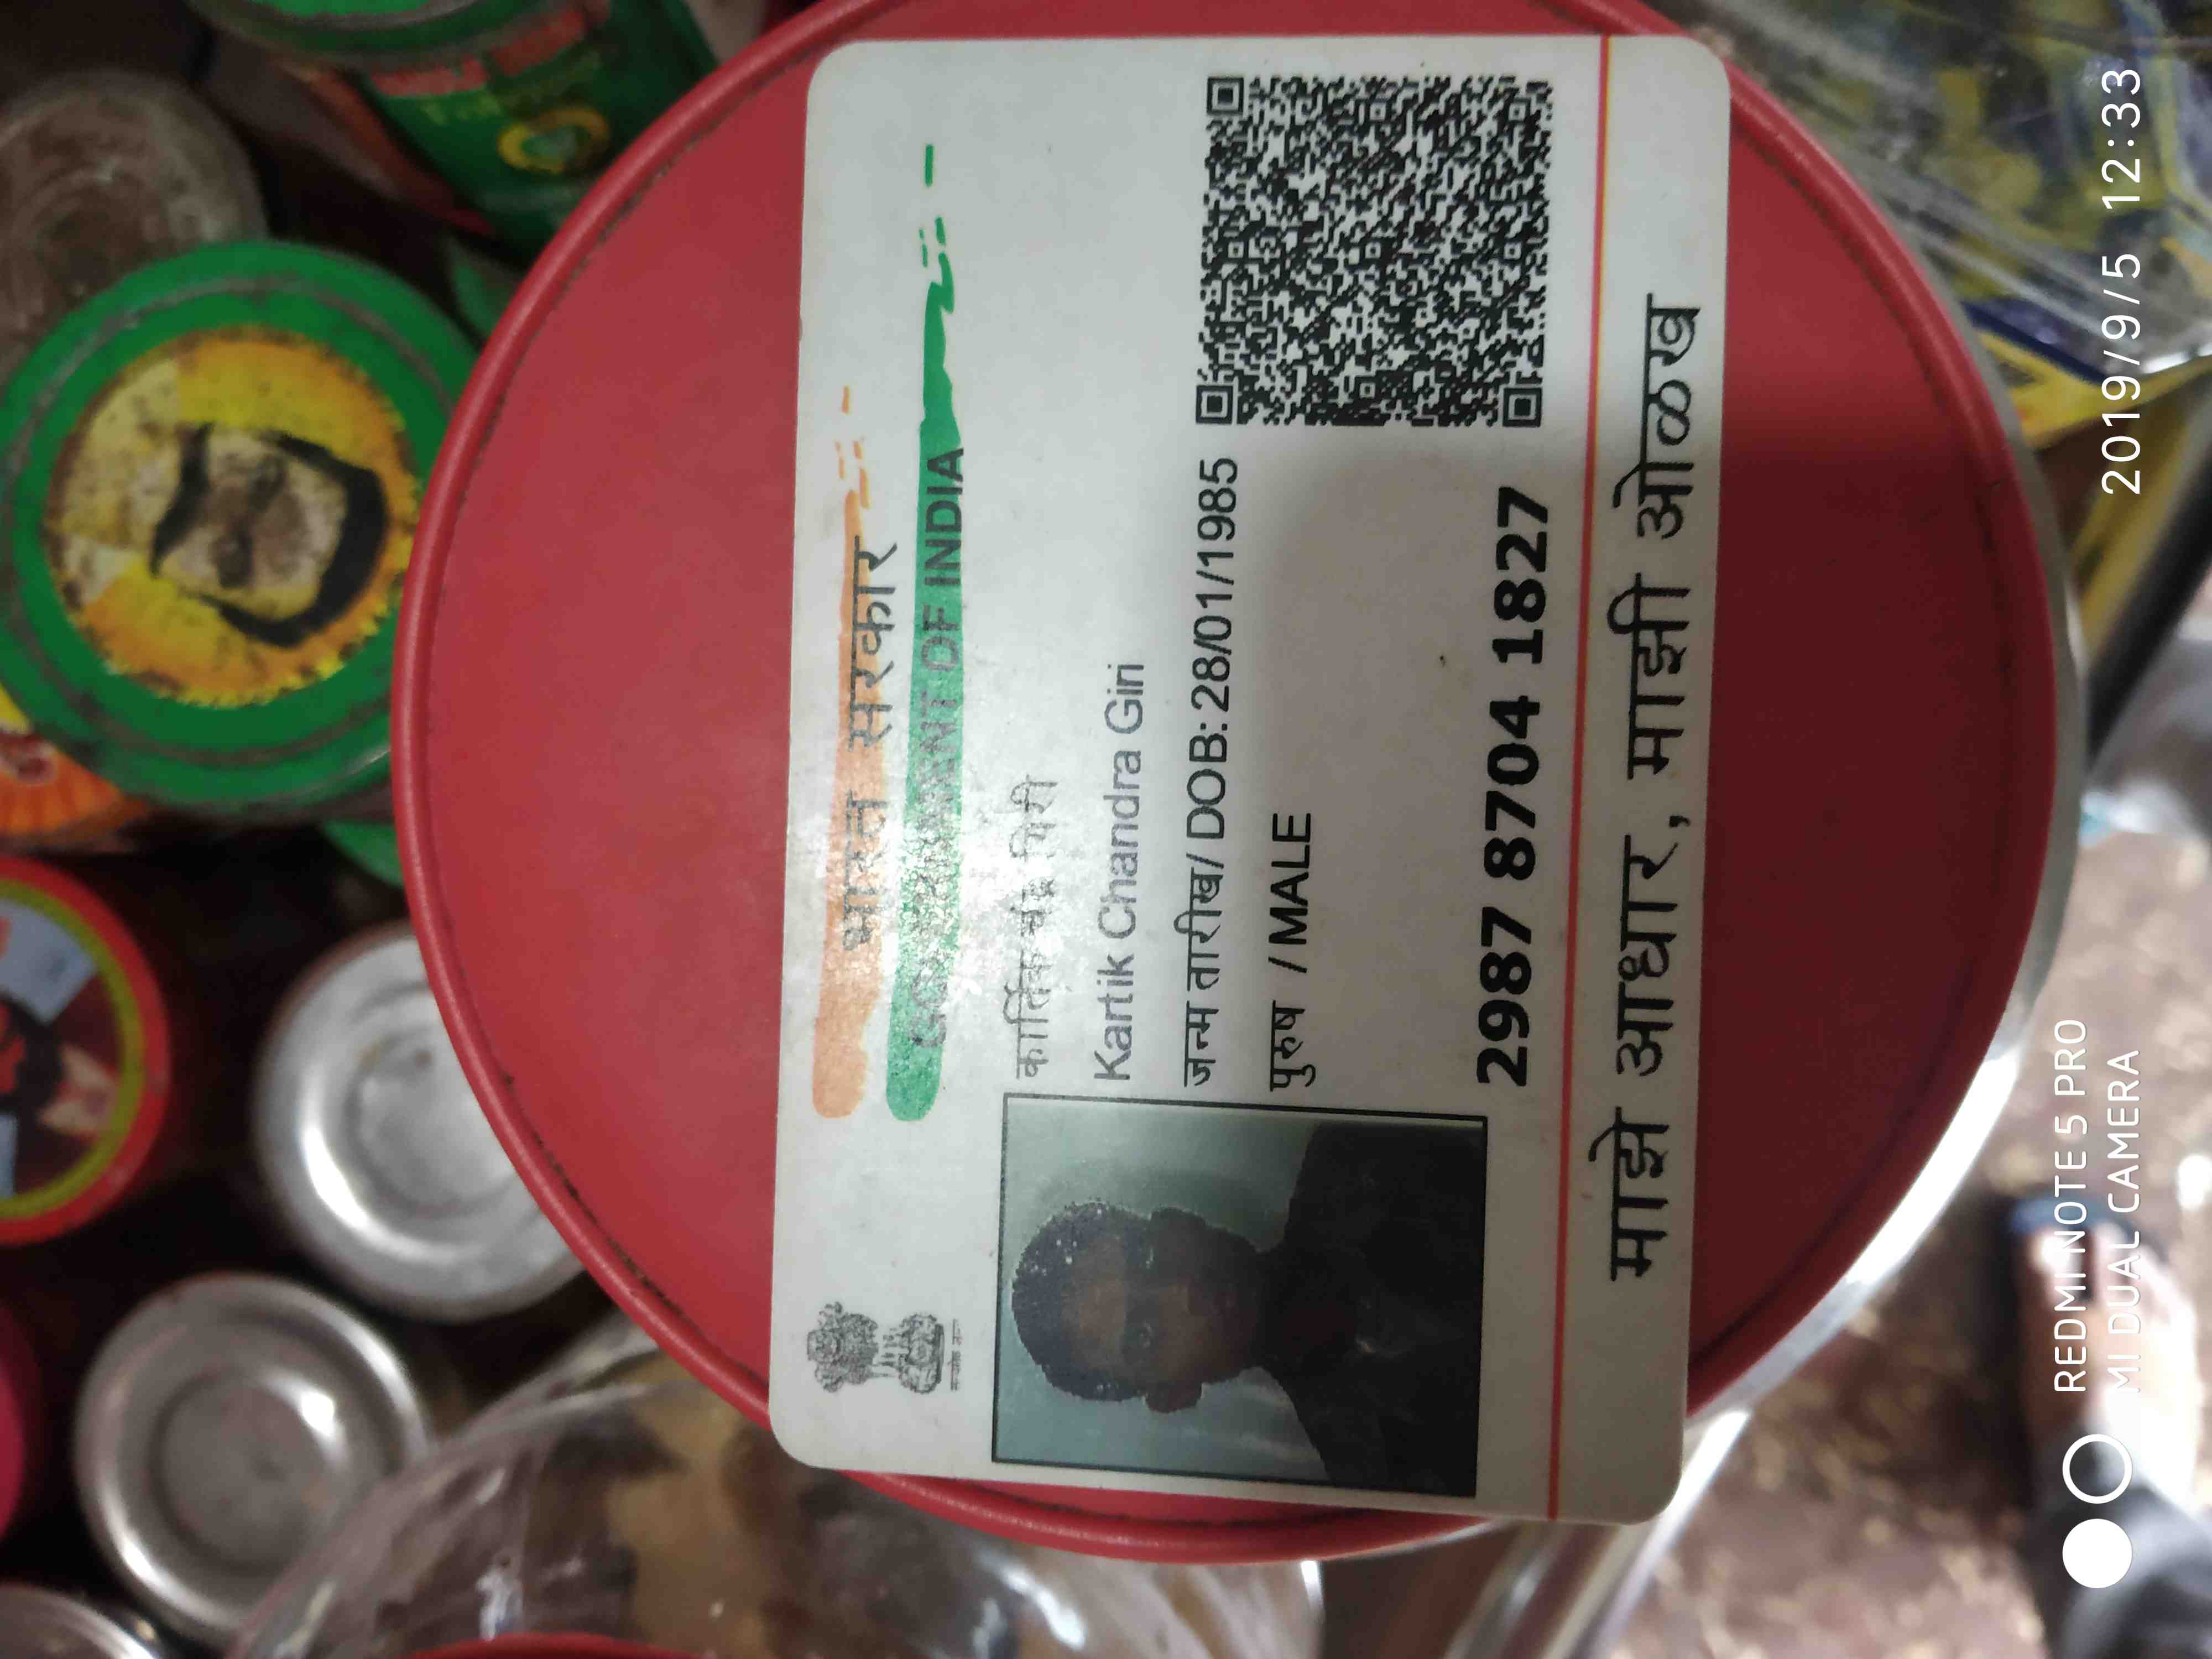 भारत सरकार
GOVERNMENT OF INDIA
कार्तिक चंद्र गिरी
Kartik Chandra Giri
जन्म तारीख/ DOB: 28/01/1985
पुरुष / MALE
2987 8704 1827
माझे आधार, माझी ओळख
REDMI NOTE 5 PRO
MI DUAL CAMERA
2019/9/5 12:33